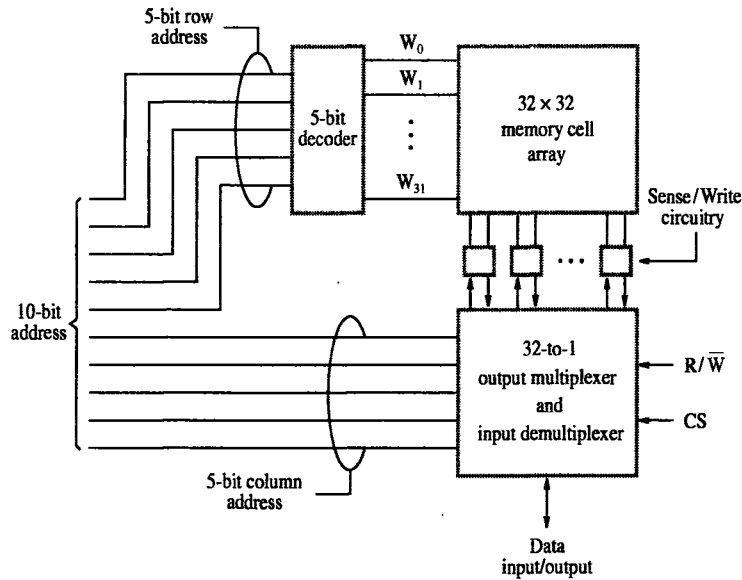 5-bit row
address
5-bit
decoder
W₀
W₁
W₃₁
32 × 32
memory cell
array
Sense/Write
circuitry
10-bit
address
32-to-1
output multiplexer
and
input demultiplexer
R/W̅
CS
5-bit column
address
Data
input/output